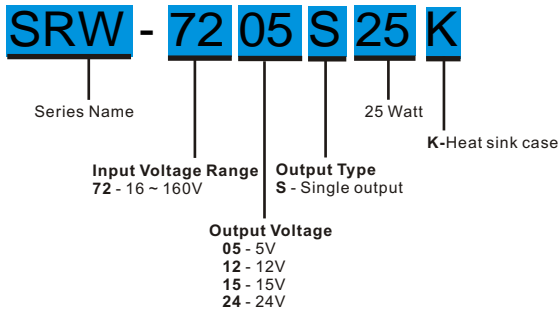 SRW - 72 05 S 25 K
Series Name
25 Watt
K-Heat sink case
Input Voltage Range
72 - 16 ~ 160V
Output Type
S - Single output
Output Voltage
05 - 5V
12 - 12V
15 - 15V
24 - 24V